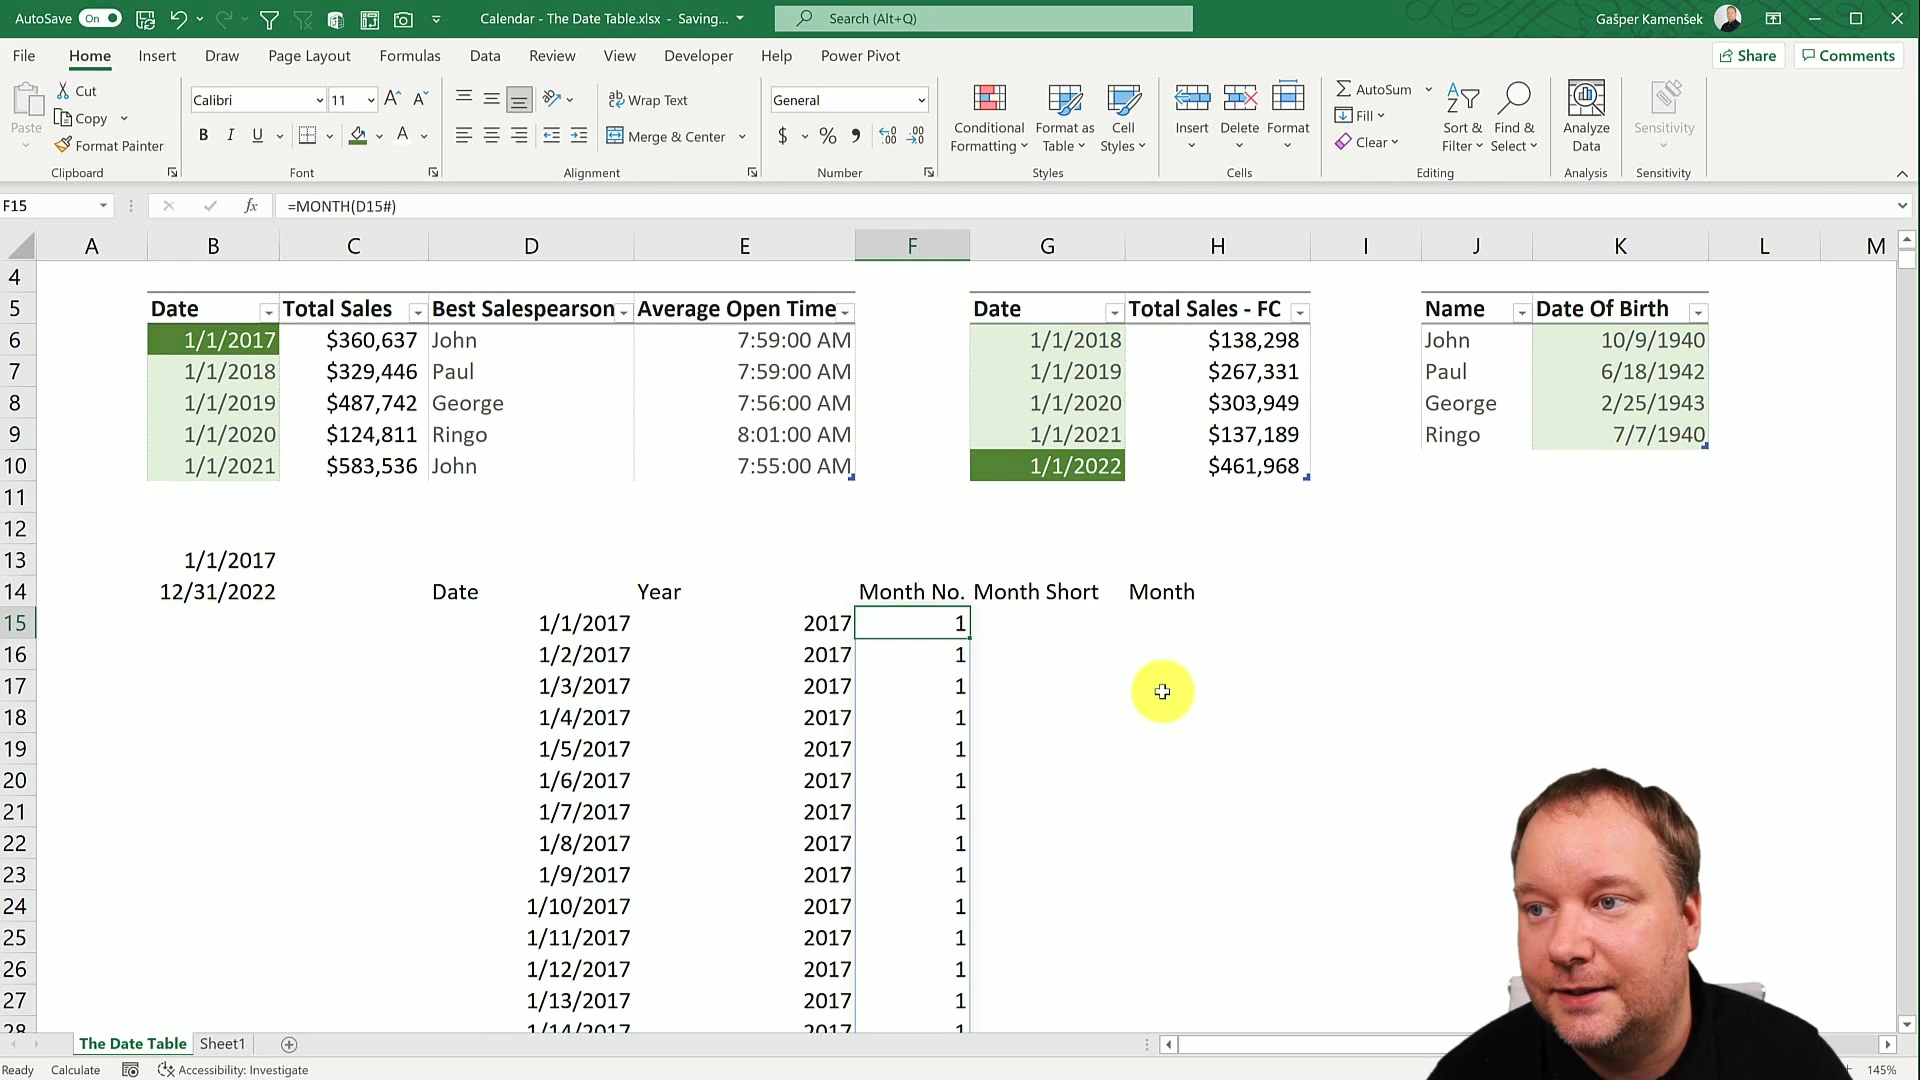 AutoSave On Calendar - The Date Table.xlsx - Saving... Search (Alt+Q) Gašper Kamenšek
File Home Insert Draw Page Layout Formulas Data Review View Developer Help Power Pivot Share Comments
Paste Cut Copy Format Painter Clipboard
Calibri 11 B I U A Font
ab Wrap Text Merge & Center Alignment
General $ % Number
Conditional Formatting Format as Table Cell Styles Styles
Insert Delete Format Cells
AutoSum Fill Clear Sort & Filter Find & Select Editing
Analyze Data Analysis
Sensitivity Sensitivity
F15 fx =MONTH(D15#)
A B C D E F G H I J K L M
4
5 Date Total Sales Best Salespearson Average Open Time Date Total Sales - FC Name Date Of Birth
6 1/1/2017 $360,637 John 7:59:00 AM 1/1/2018 $138,298 John 10/9/1940
7 1/1/2018 $329,446 Paul 7:59:00 AM 1/1/2019 $267,331 Paul 6/18/1942
8 1/1/2019 $487,742 George 7:56:00 AM 1/1/2020 $303,949 George 2/25/1943
9 1/1/2020 $124,811 Ringo 8:01:00 AM 1/1/2021 $137,189 Ringo 7/7/1940
10 1/1/2021 $583,536 John 7:55:00 AM 1/1/2022 $461,968
11
12
13 1/1/2017
14 12/31/2022 Date Year Month No. Month Short Month
15 1/1/2017 2017 1
16 1/2/2017 2017 1
17 1/3/2017 2017 1
18 1/4/2017 2017 1
19 1/5/2017 2017 1
20 1/6/2017 2017 1
21 1/7/2017 2017 1
22 1/8/2017 2017 1
23 1/9/2017 2017 1
24 1/10/2017 2017 1
25 1/11/2017 2017 1
26 1/12/2017 2017 1
27 1/13/2017 2017 1
28 1/14/2017 2017 1
The Date Table Sheet1
Ready Calculate Accessibility: Investigate 145%